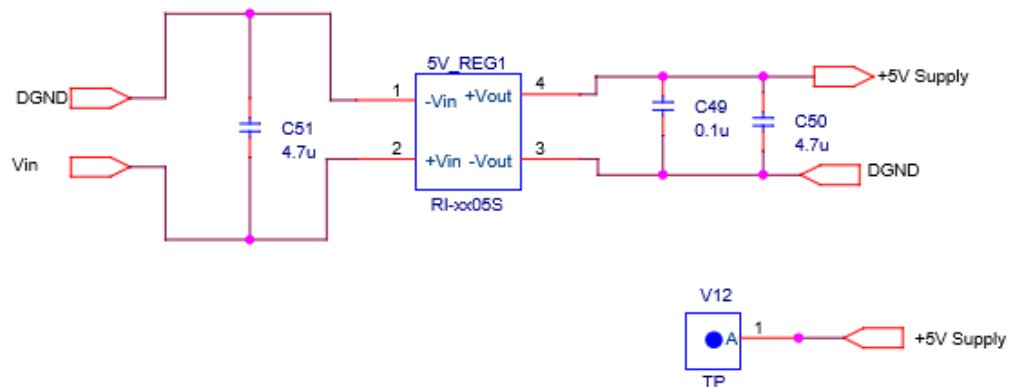 5V_REG1
DGND
1
-Vin
+Vout
4
+5V Supply
C51
4.7u
C49
0.1u
C50
4.7u
Vin
2
+Vin
-Vout
3
DGND
RI-xx05S
V12
A
1
+5V Supply
TP